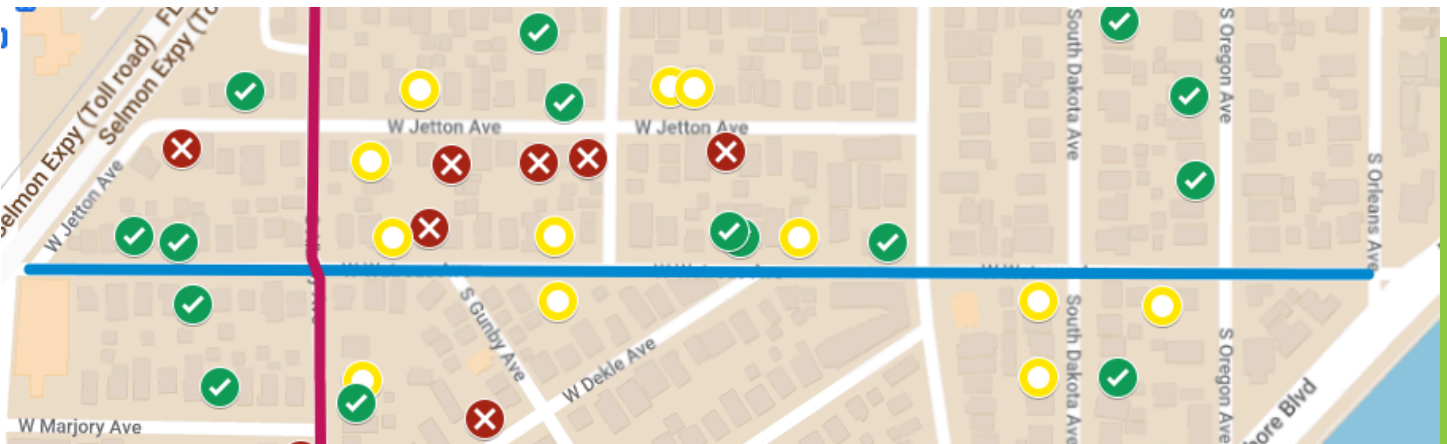 Selmon Expy (Toll road)
Selmon Expy (To
FL
W Jetton Ave
W Jetton Ave
W Jetton Ave
South Dakota Ave
S Oregon Ave
S Orleans Ave
S Gunby Ave
W Dekle Ave
South Dakota Ave
S Oregon Ave
W Marjory Ave
hore Blvd